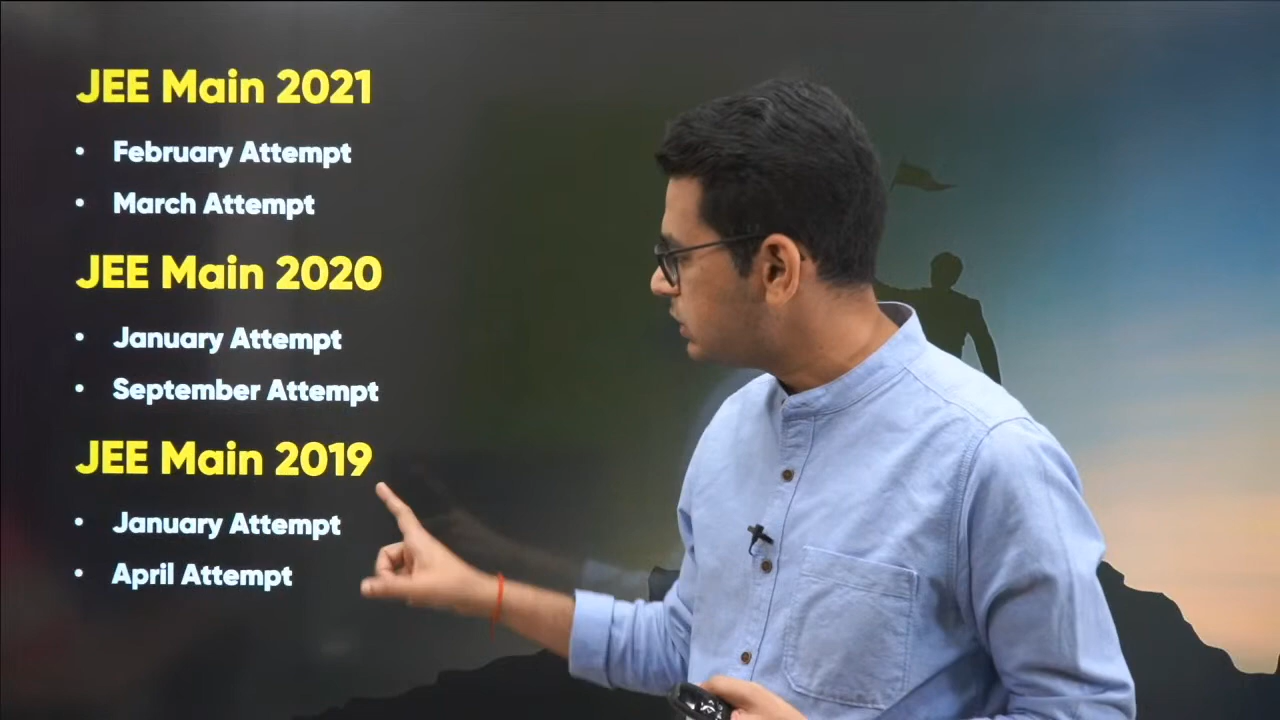 JEE Main 2021
• February Attempt
• March Attempt
JEE Main 2020
• January Attempt
• September Attempt
JEE Main 2019
• January Attempt
• April Attempt